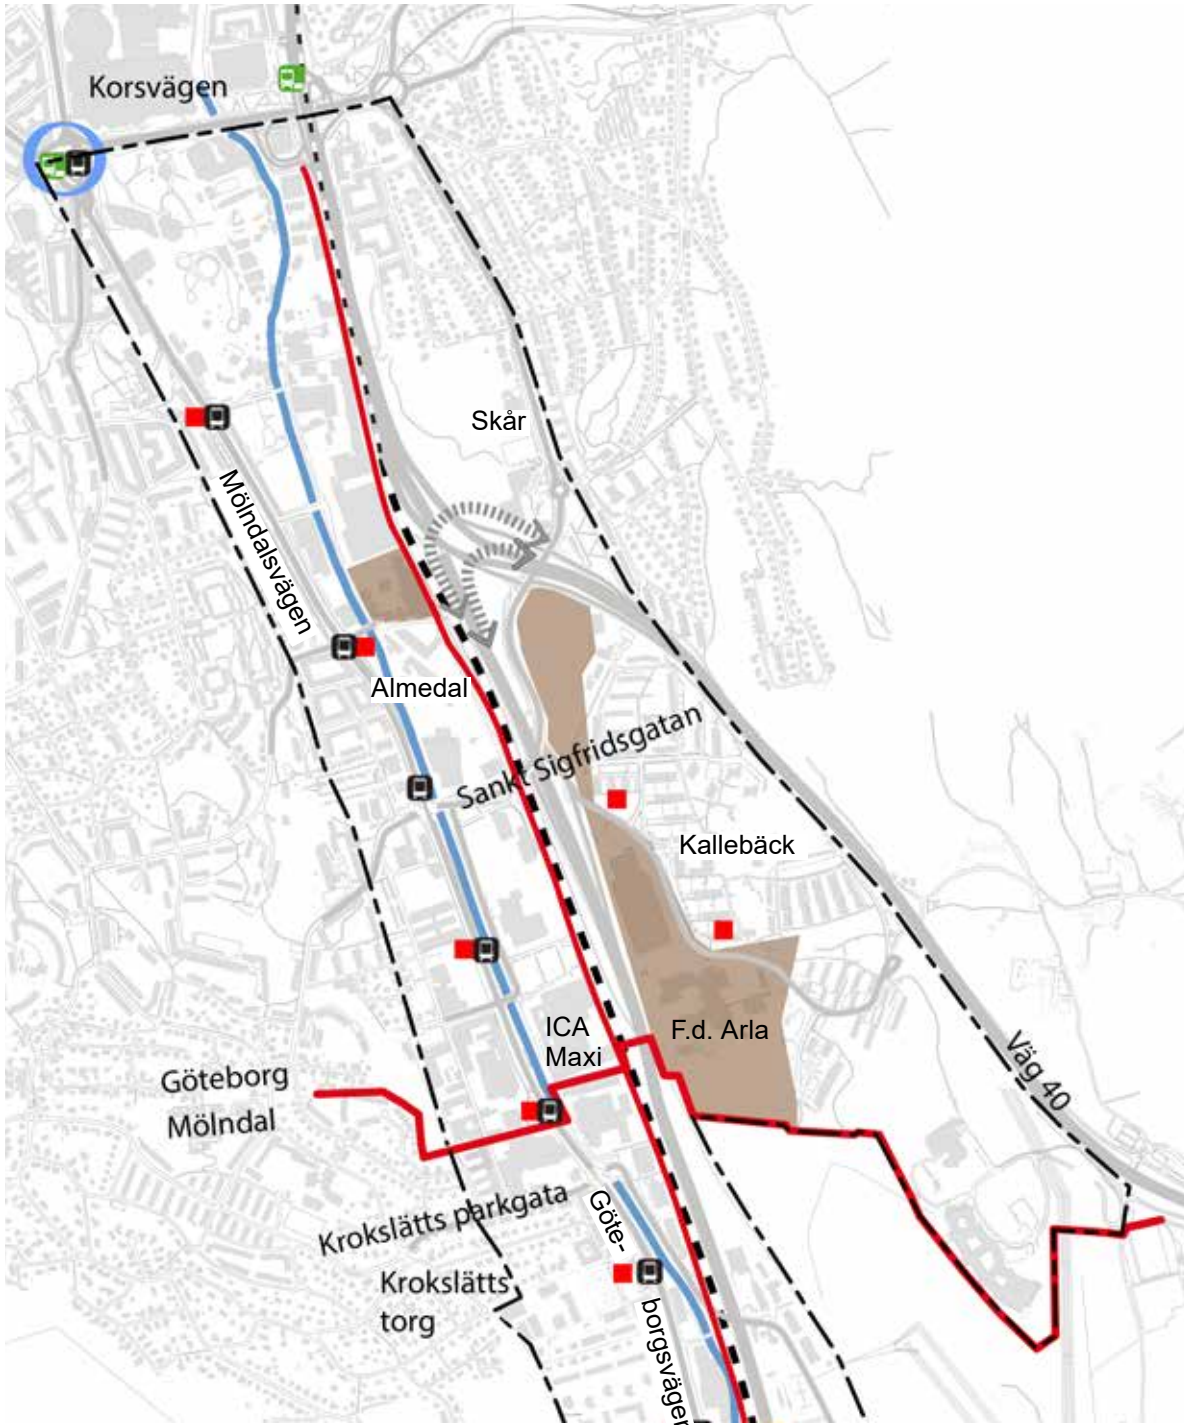 Korsvägen
Skår
Mölndalsvägen
Almedal
Sankt Sigfridsgatan
Kallebäck
ICA
Maxi
F.d. Arla
Väg 40
Göteborg
Mölndal
Krokslätts parkgata
Göte-
borgsvägen
Krokslätts
torg